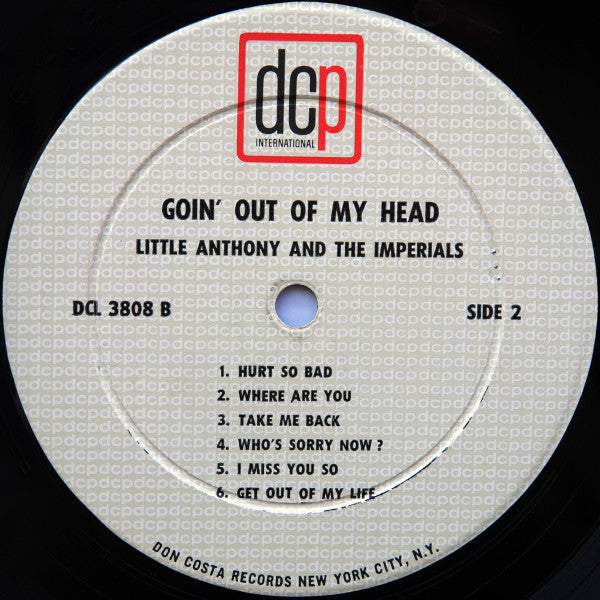 dcp
INTERNATIONAL
GOIN' OUT OF MY HEAD
LITTLE ANTHONY AND THE IMPERIALS
DCL 3808 B
SIDE 2
1. HURT SO BAD
2. WHERE ARE YOU
3. TAKE ME BACK
4. WHO'S SORRY NOW ?
5. I MISS YOU SO
6. GET OUT OF MY LIFE
DON COSTA RECORDS NEW YORK CITY, N.Y.